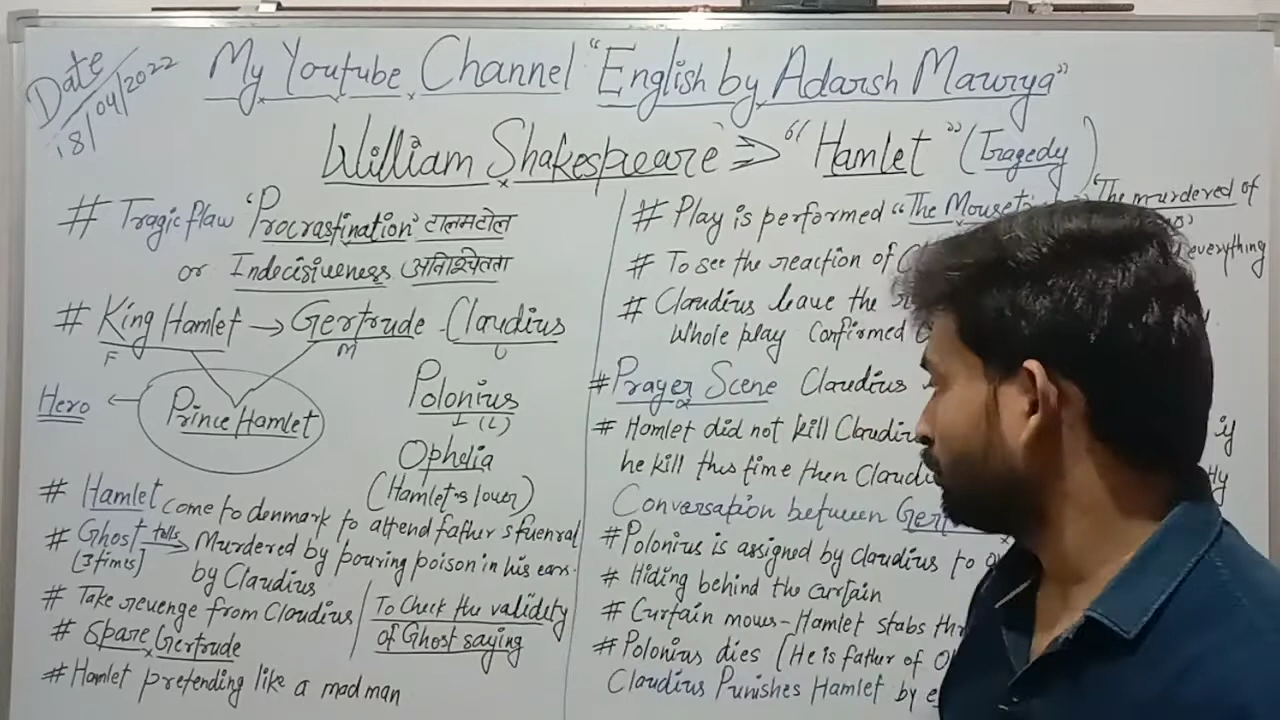 Date
18/04/2022
My Youtube Channel "English by Adarsh Maurya"
William Shakespeare ⇒ "Hamlet" (Tragedy)
# Tragic flaw 'Procrastination' टालमटोल
or Indecisiveness अनिश्चितता
# King Hamlet → Gertrude - Claudius
F M U
Hero ← Prince Hamlet
Polonius
Ophelia
(Hamlet's lover)
# Hamlet come to denmark to attend father's fuenral
# Ghost tells → Murdered by pouring poison in his ears.
[3 times] by Claudius
# Take revenge from Claudius
# Spare Gertrude
# Hamlet pretending like a mad man
To Check the validity
of Ghost saying
# Play is performed "The "The murdered of
# To see the reaction of everything
# Claudius leave the
Whole play Confirmed
# Prayer Scene Claudius
# Hamlet did not kill if
he kill this time then
Conversation between
# Polonius is assigned by Claudius to
# Hiding behind the curtain
# Curtain moves - Hamlet stabs
# Polonius dies (He is father of
Claudius Punishes Hamlet by